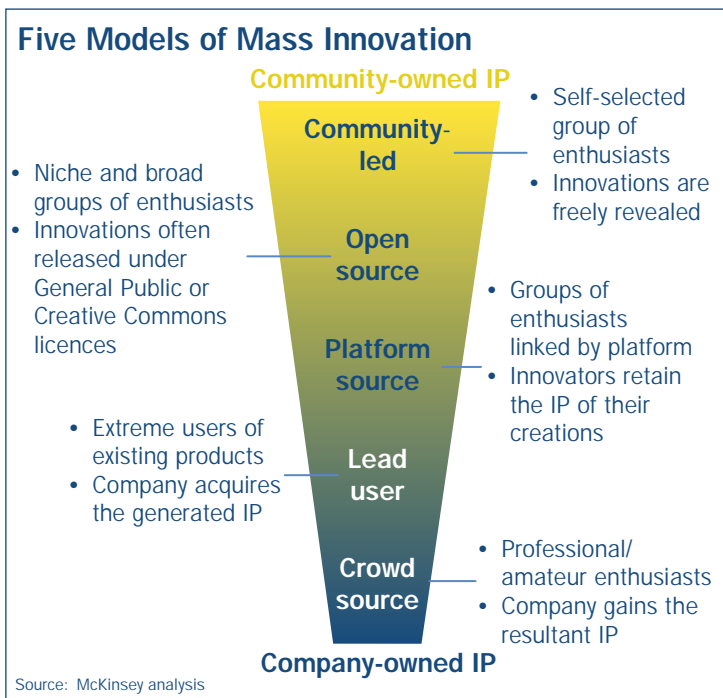 Five Models of Mass Innovation
Community-owned IP
Community-
led
• Self-selected
group of
enthusiasts
• Innovations are
freely revealed
• Niche and broad
groups of enthusiasts
• Innovations often
released under
General Public or
Creative Commons
licences
Open
source
Platform
source
• Groups of
enthusiasts
linked by platform
• Innovators retain
the IP of their
creations
• Extreme users of
existing products
• Company acquires
the generated IP
Lead
user
Crowd
source
• Professional/
amateur enthusiasts
• Company gains the
resultant IP
Company-owned IP
Source: McKinsey analysis